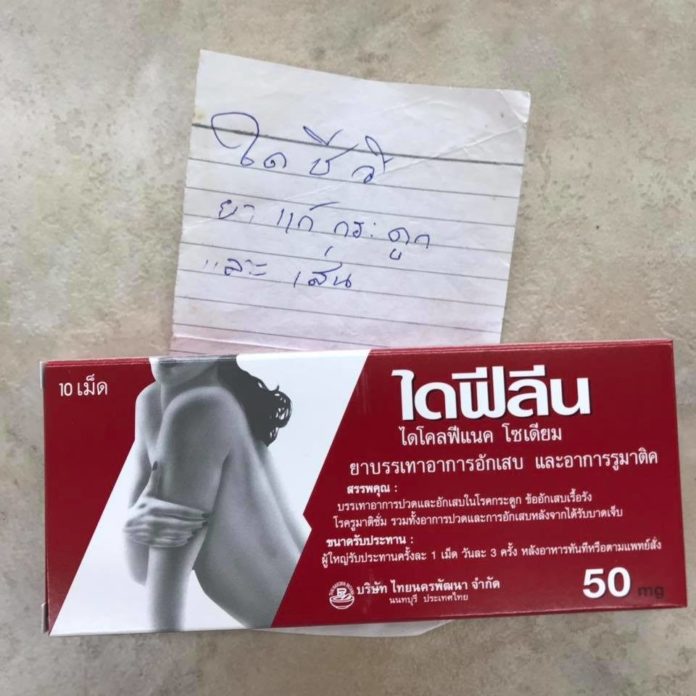 ยา แก้ กระดูก
และ เส้น
10 เม็ด
ไดฟีลีน
ไดโคลฟีแนค โซเดียม
ยาบรรเทาอาการอักเสบ และอาการรูมาติค
สรรพคุณ :
บรรเทาอาการปวดและอักเสบในโรคกระดูก ข้ออักเสบเรื้อรัง
โรครูมาติซั่ม รวมทั้งอาการปวดและการอักเสบหลังจากได้รับบาดเจ็บ
ขนาดรับประทาน :
ผู้ใหญ่รับประทานครั้งละ 1 เม็ด วันละ 3 ครั้ง หลังอาหารทันทีหรือตามแพทย์สั่ง
บริษัท ไทยนครพัฒนา จำกัด
นนทบุรี ประเทศไทย
50 mg